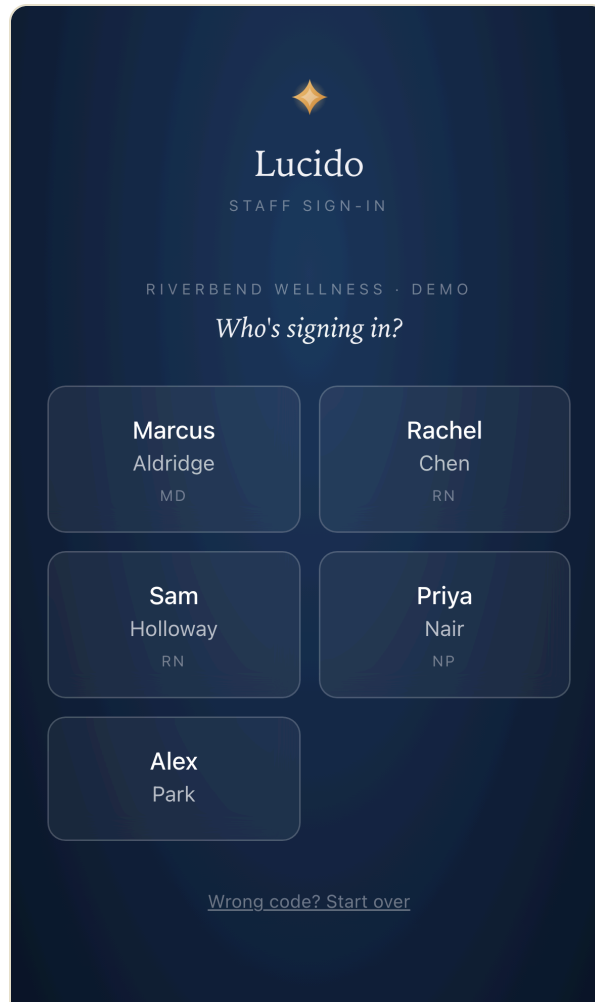 Lucido
STAFF SIGN-IN
RIVERBEND WELLNESS · DEMO
Who's signing in?
Marcus
Aldridge
MD
Rachel
Chen
RN
Sam
Holloway
RN
Priya
Nair
NP
Alex
Park
Wrong code? Start over